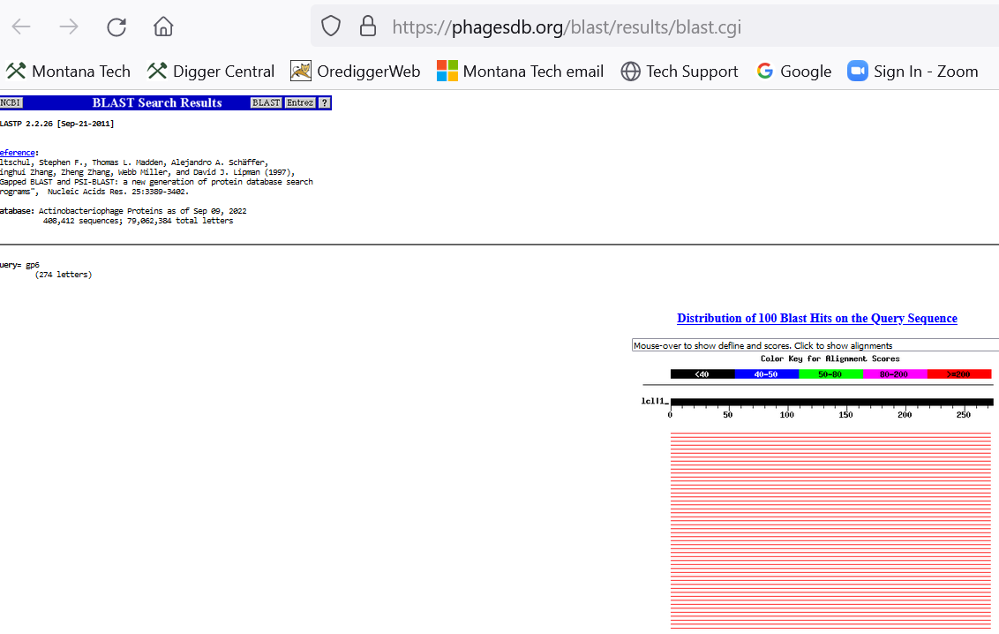 https://phagesdb.org/blast/results/blast.cgi
Montana Tech Digger Central OrediggerWeb Montana Tech email Tech Support Google Sign In - Zoom
NCBI BLAST Search Results BLAST Entrez ?
LASTP 2.2.26 [Sep-21-2011]
eference:
ltschul, Stephen F., Thomas L. Madden, Alejandro A. Schäffer,
inghui Zhang, Zheng Zhang, Webb Miller, and David J. Lipman (1997),
Gapped BLAST and PSI-BLAST: a new generation of protein database search
rograms", Nucleic Acids Res. 25:3389-3402.
atabase: Actinobacteriophage Proteins as of Sep 09, 2022
408,412 sequences; 79,062,384 total letters
uery= gp6
(274 letters)
Distribution of 100 Blast Hits on the Query Sequence
Mouse-over to show defline and scores. Click to show alignments
Color Key for Alignment Scores
<40 40-50 50-80 80-200 >=200
lcl|1_
0 50 100 150 200 250